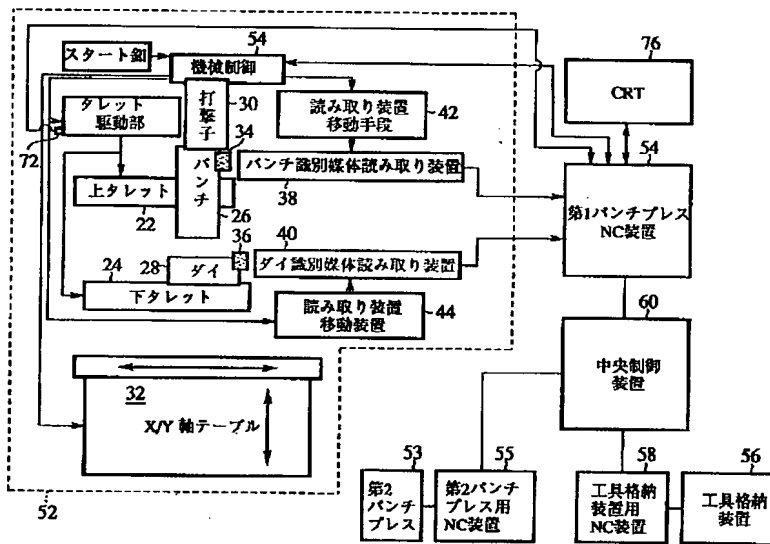 54
スタート釦
機械制御
76
CRT
タレット
駆動部
打撃子
30
読み取り装置
移動手段
42
72
34
パンチ
パンチ識別媒体読み取り装置
54
上タレット
22
26
38
第1パンチプレス
NC装置
36
40
24
28
ダイ
ダイ識別媒体読み取り装置
下タレット
読み取り装置
移動装置
44
60
中央制御
装置
32
X/Y 軸テーブル
52
53
第2
パンチ
プレス
55
第2パンチ
プレス用
NC装置
58
工具格納
装置用
NC装置
56
工具格納
装置